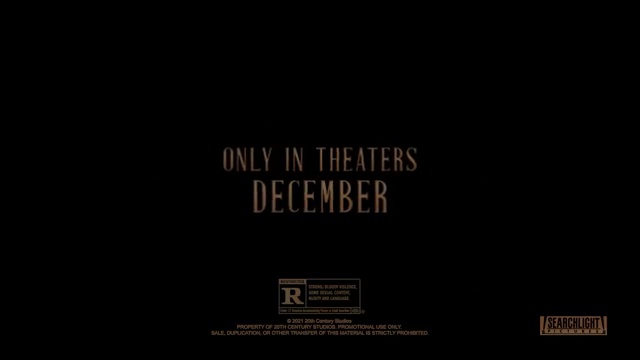 ONLY IN THEATERS
DECEMBER
RESTRICTED
R
STRONG/BLOODY VIOLENCE,
SOME SEXUAL CONTENT,
NUDITY AND LANGUAGE.
© 2021 20th Century Studios
PROPERTY OF 20TH CENTURY STUDIOS. PROMOTIONAL USE ONLY.
SALE, DUPLICATION, OR OTHER TRANSFER OF THIS MATERIAL IS STRICTLY PROHIBITED.
SEARCHLIGHT
PICTURES